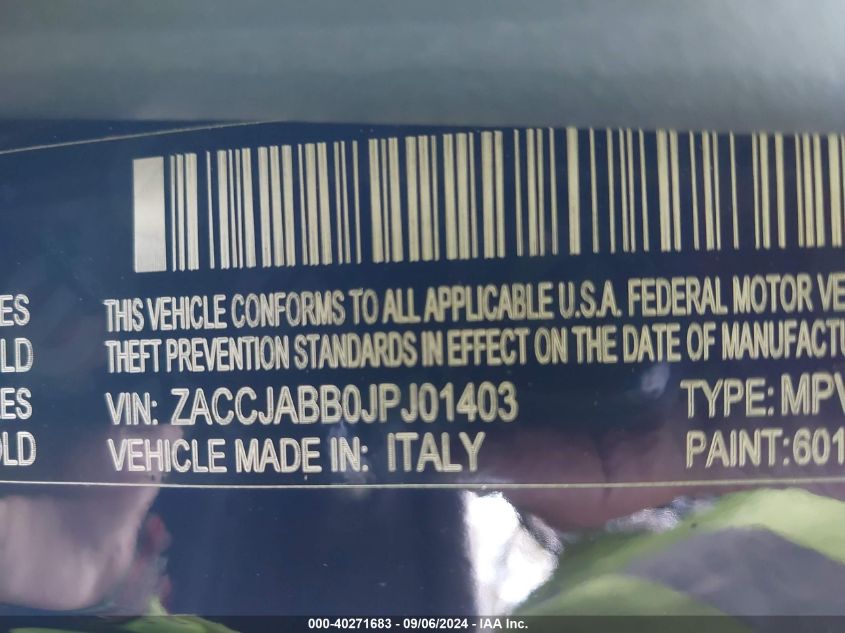 ES THIS VEHICLE CONFORMS TO ALL APPLICABLE U.S.A. FEDERAL MOTOR VE
LD THEFT PREVENTION STANDARDS IN EFFECT ON THE DATE OF MANUFACTU
ES VIN: ZACCJABB0JPJ01403 TYPE: MPV
OLD VEHICLE MADE IN: ITALY PAINT: 601
000-40271683 - 09/06/2024 - IAA Inc.